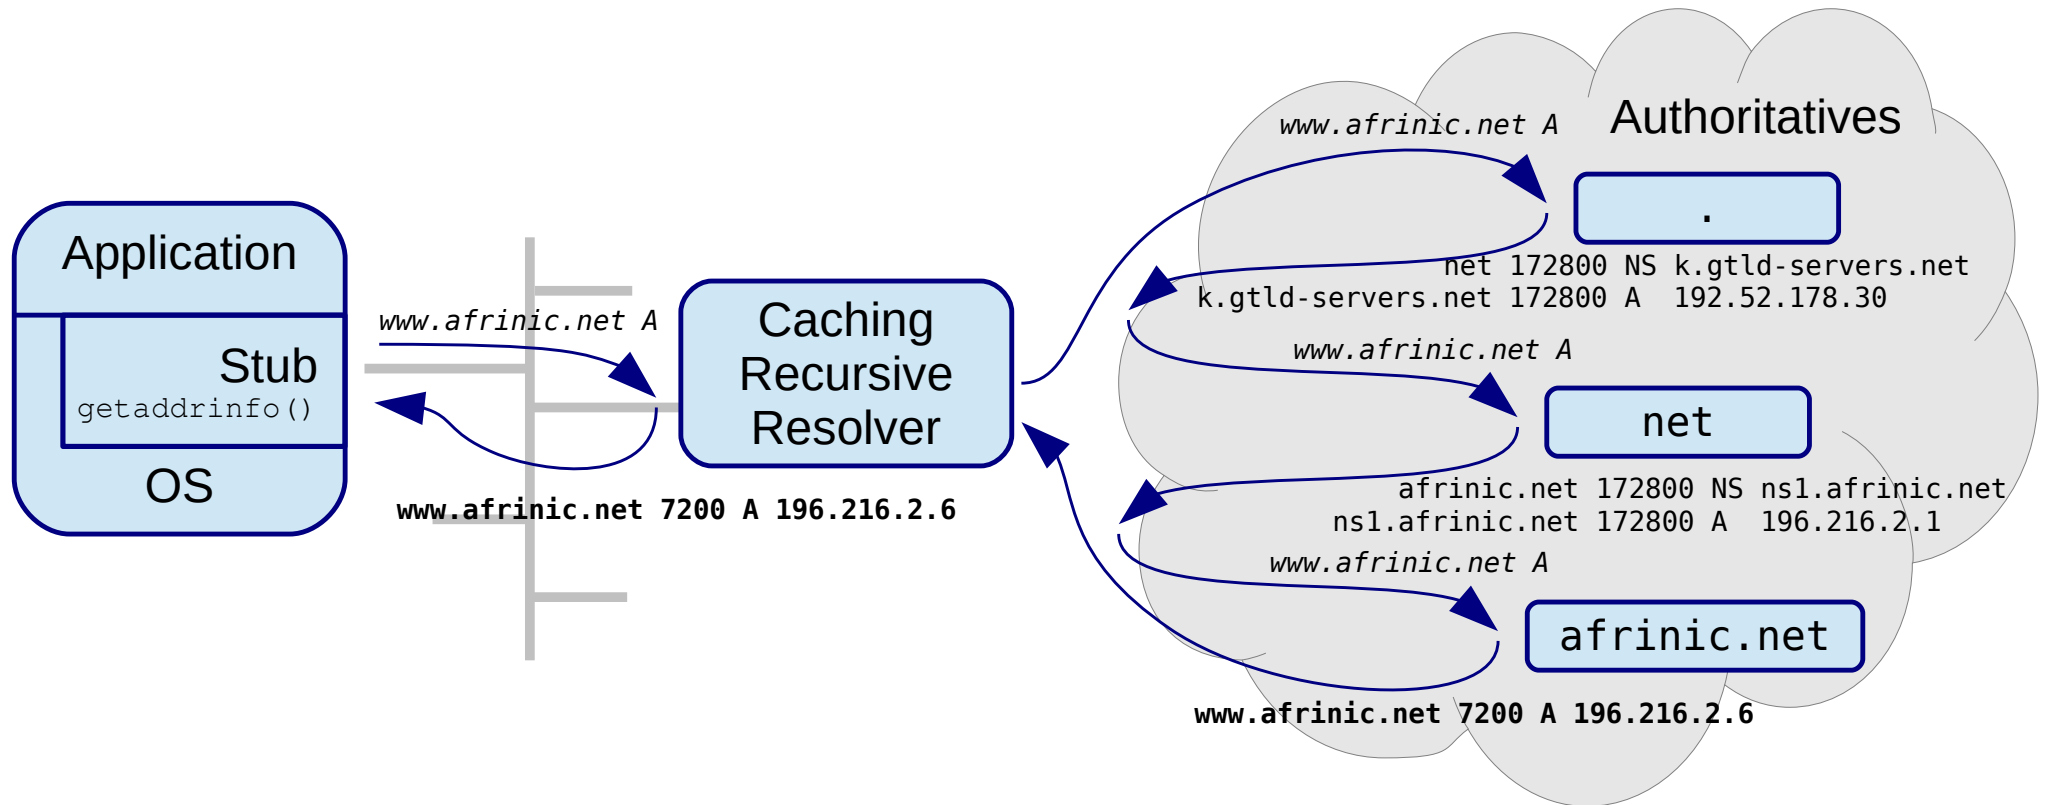 Application
Stub
getaddrinfo()
OS
www.afrinic.net A
www.afrinic.net 7200 A 196.216.2.6
Caching
Recursive
Resolver
Authoritatives
www.afrinic.net A
.
net 172800 NS k.gtld-servers.net
k.gtld-servers.net 172800 A 192.52.178.30
www.afrinic.net A
net
afrinic.net 172800 NS ns1.afrinic.net
ns1.afrinic.net 172800 A 196.216.2.1
www.afrinic.net A
afrinic.net
www.afrinic.net 7200 A 196.216.2.6